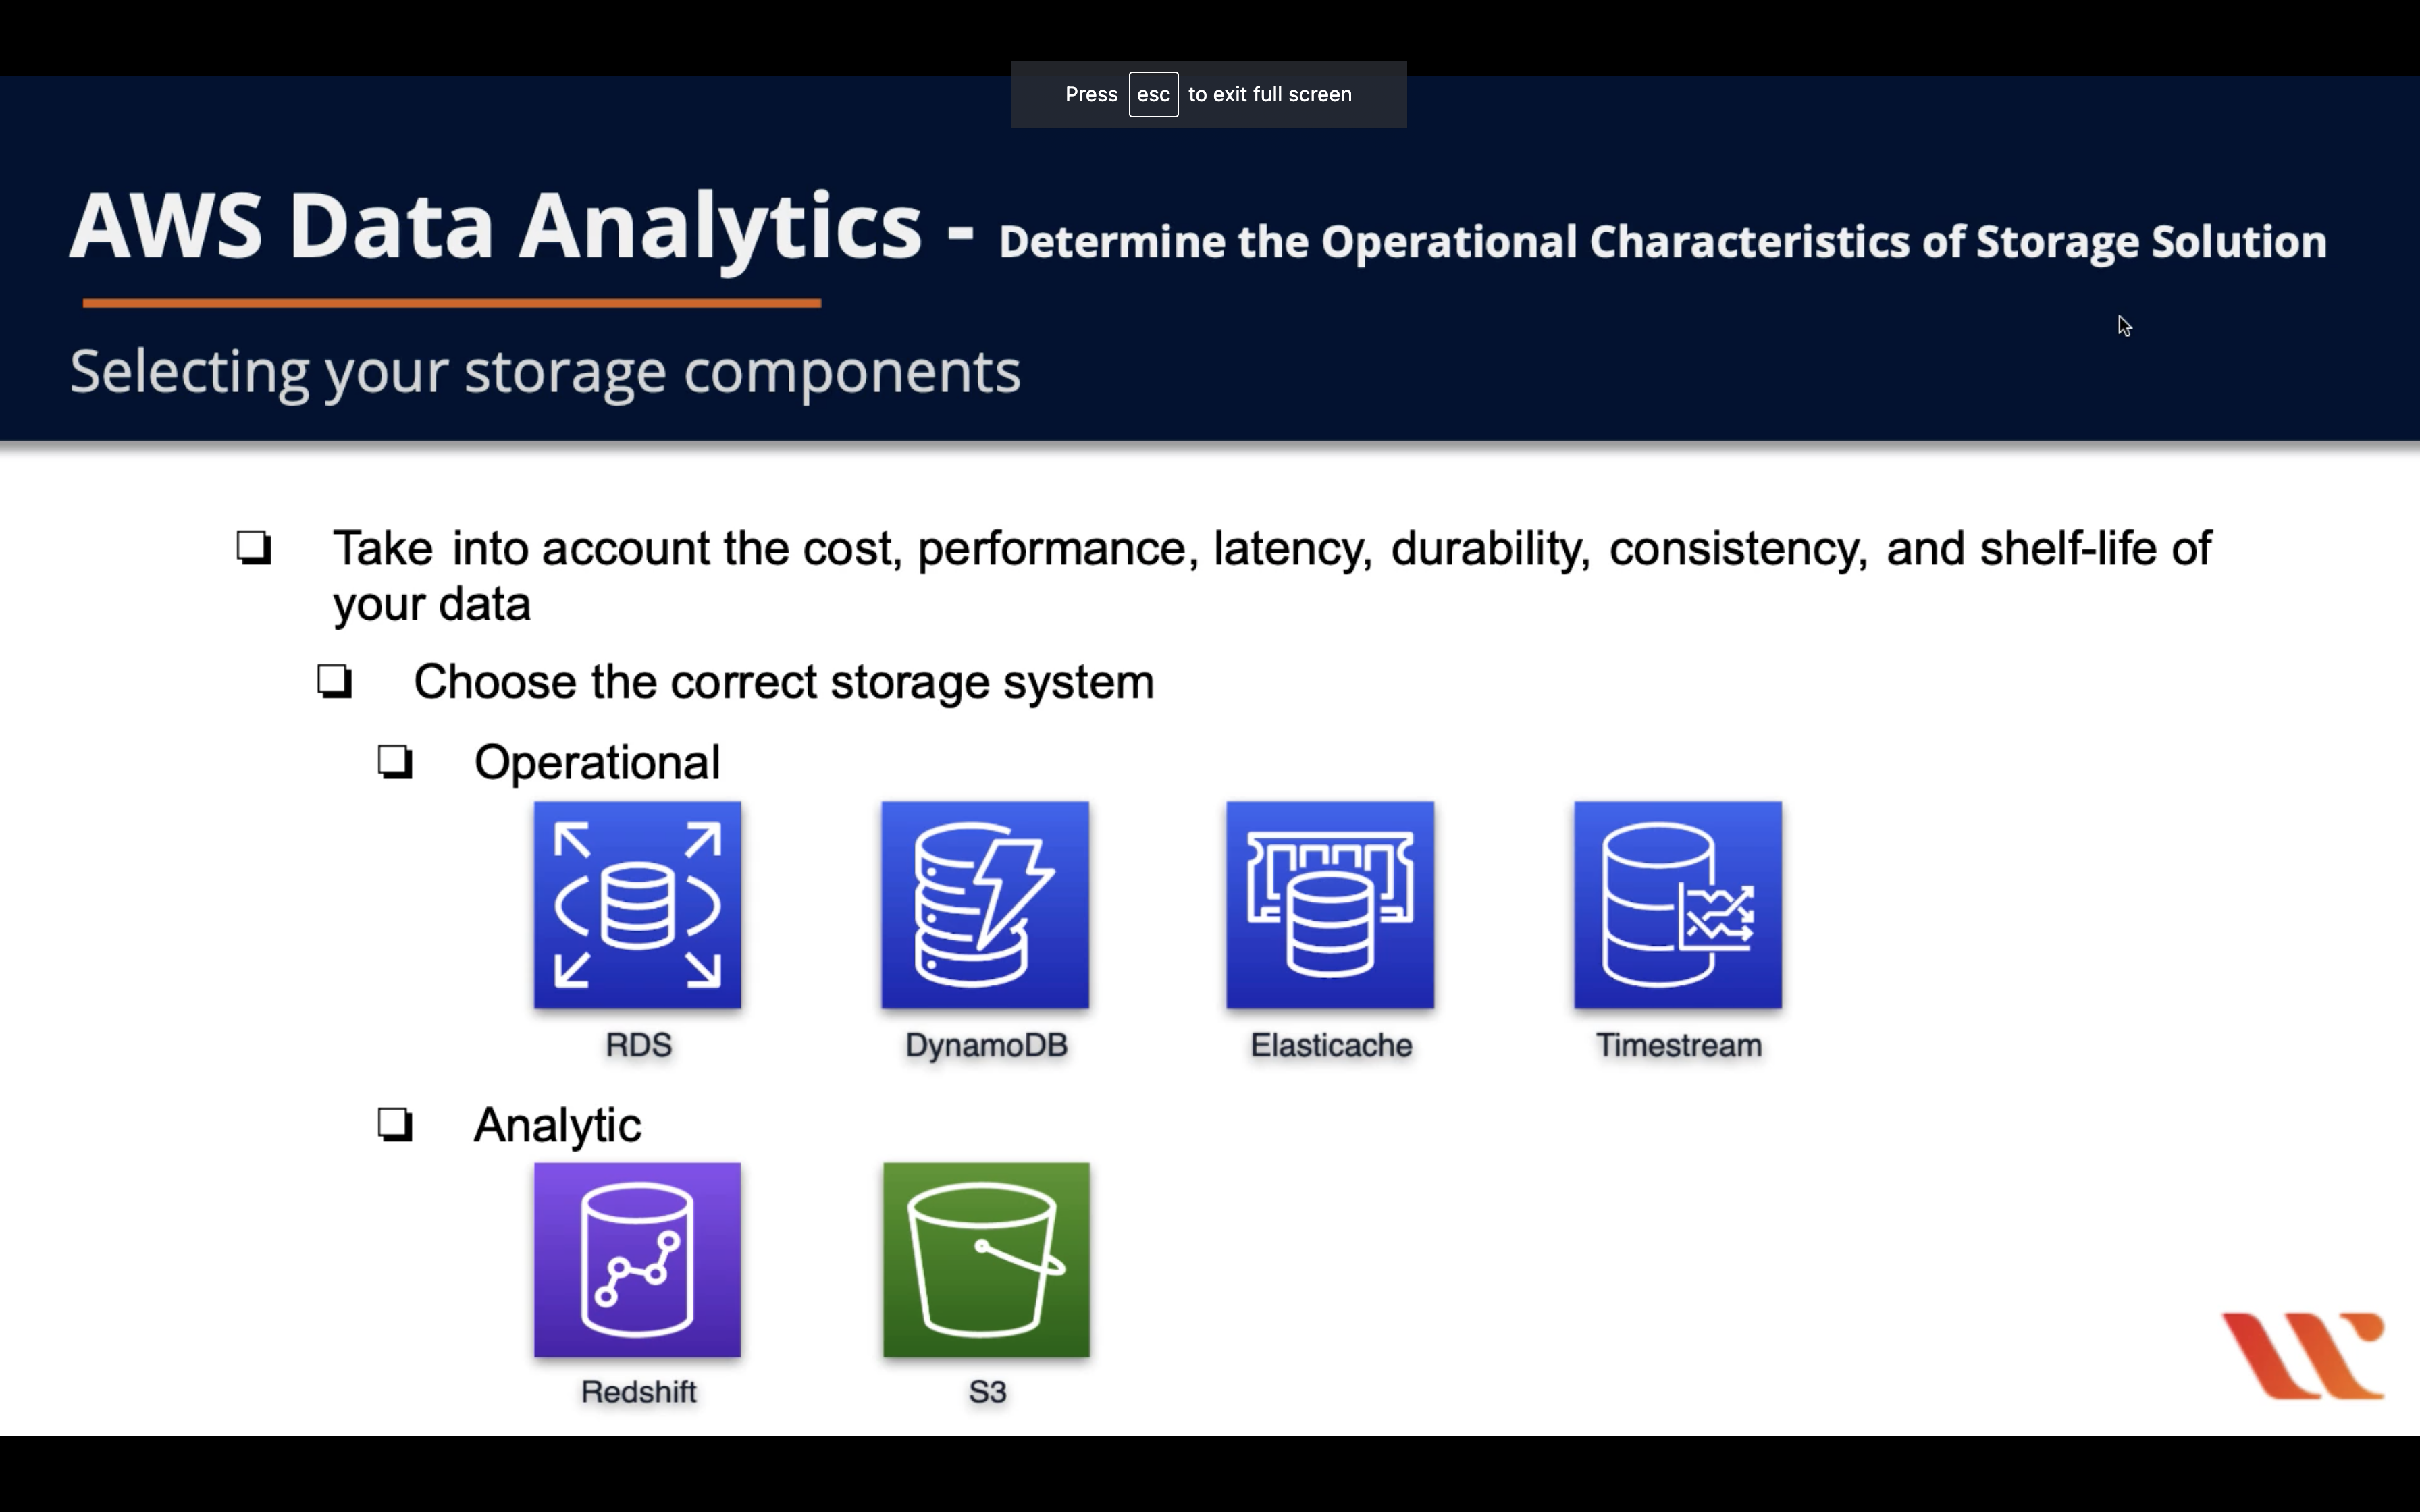 Press esc to exit full screen
AWS Data Analytics - Determine the Operational Characteristics of Storage Solution
Selecting your storage components
Take into account the cost, performance, latency, durability, consistency, and shelf-life of
your data
Choose the correct storage system
Operational
RDS DynamoDB Elasticache Timestream
Analytic
Redshift S3